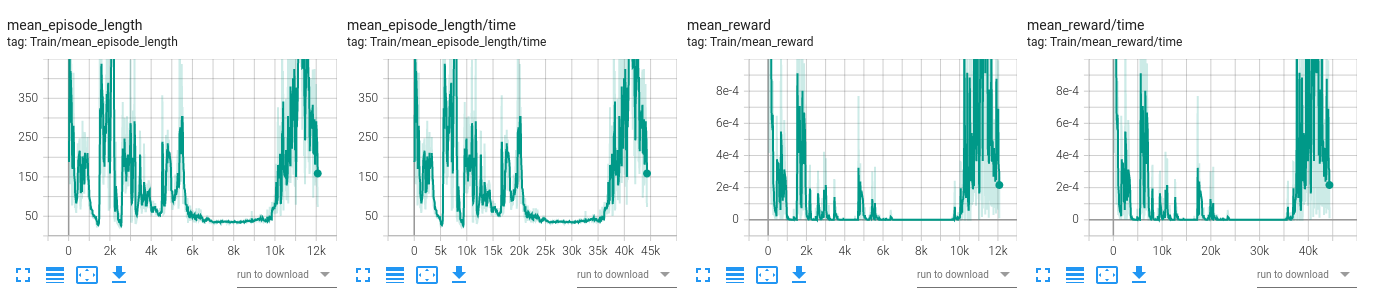 mean_episode_length
tag: Train/mean_episode_length
350
250
150
50
0 2k 4k 6k 8k 10k 12k
run to download
mean_episode_length/time
tag: Train/mean_episode_length/time
350
250
150
50
0 5k 10k 15k 20k 25k 30k 35k 45k
run to download
mean_reward
tag: Train/mean_reward
8e-4
6e-4
4e-4
2e-4
0
0 2k 4k 6k 10k 12k
run to download
mean_reward/time
tag: Train/mean_reward/time
8e-4
6e-4
4e-4
2e-4
0
0 10k 20k 30k 40k
run to download